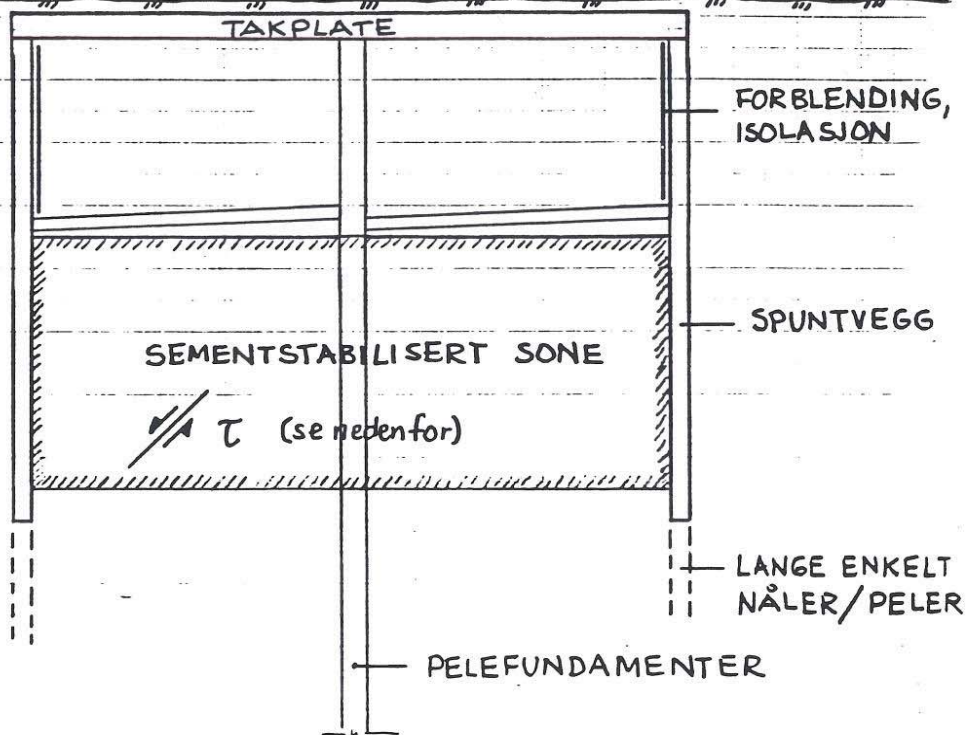 TAKPLATE
FORBLENDING,
ISOLASJON
SPUNTVEGG
SEMENTSTABILISERT SONE
τ (se nedenfor)
LANGE ENKELT
NÅLER/PELER
PELEFUNDAMENTER